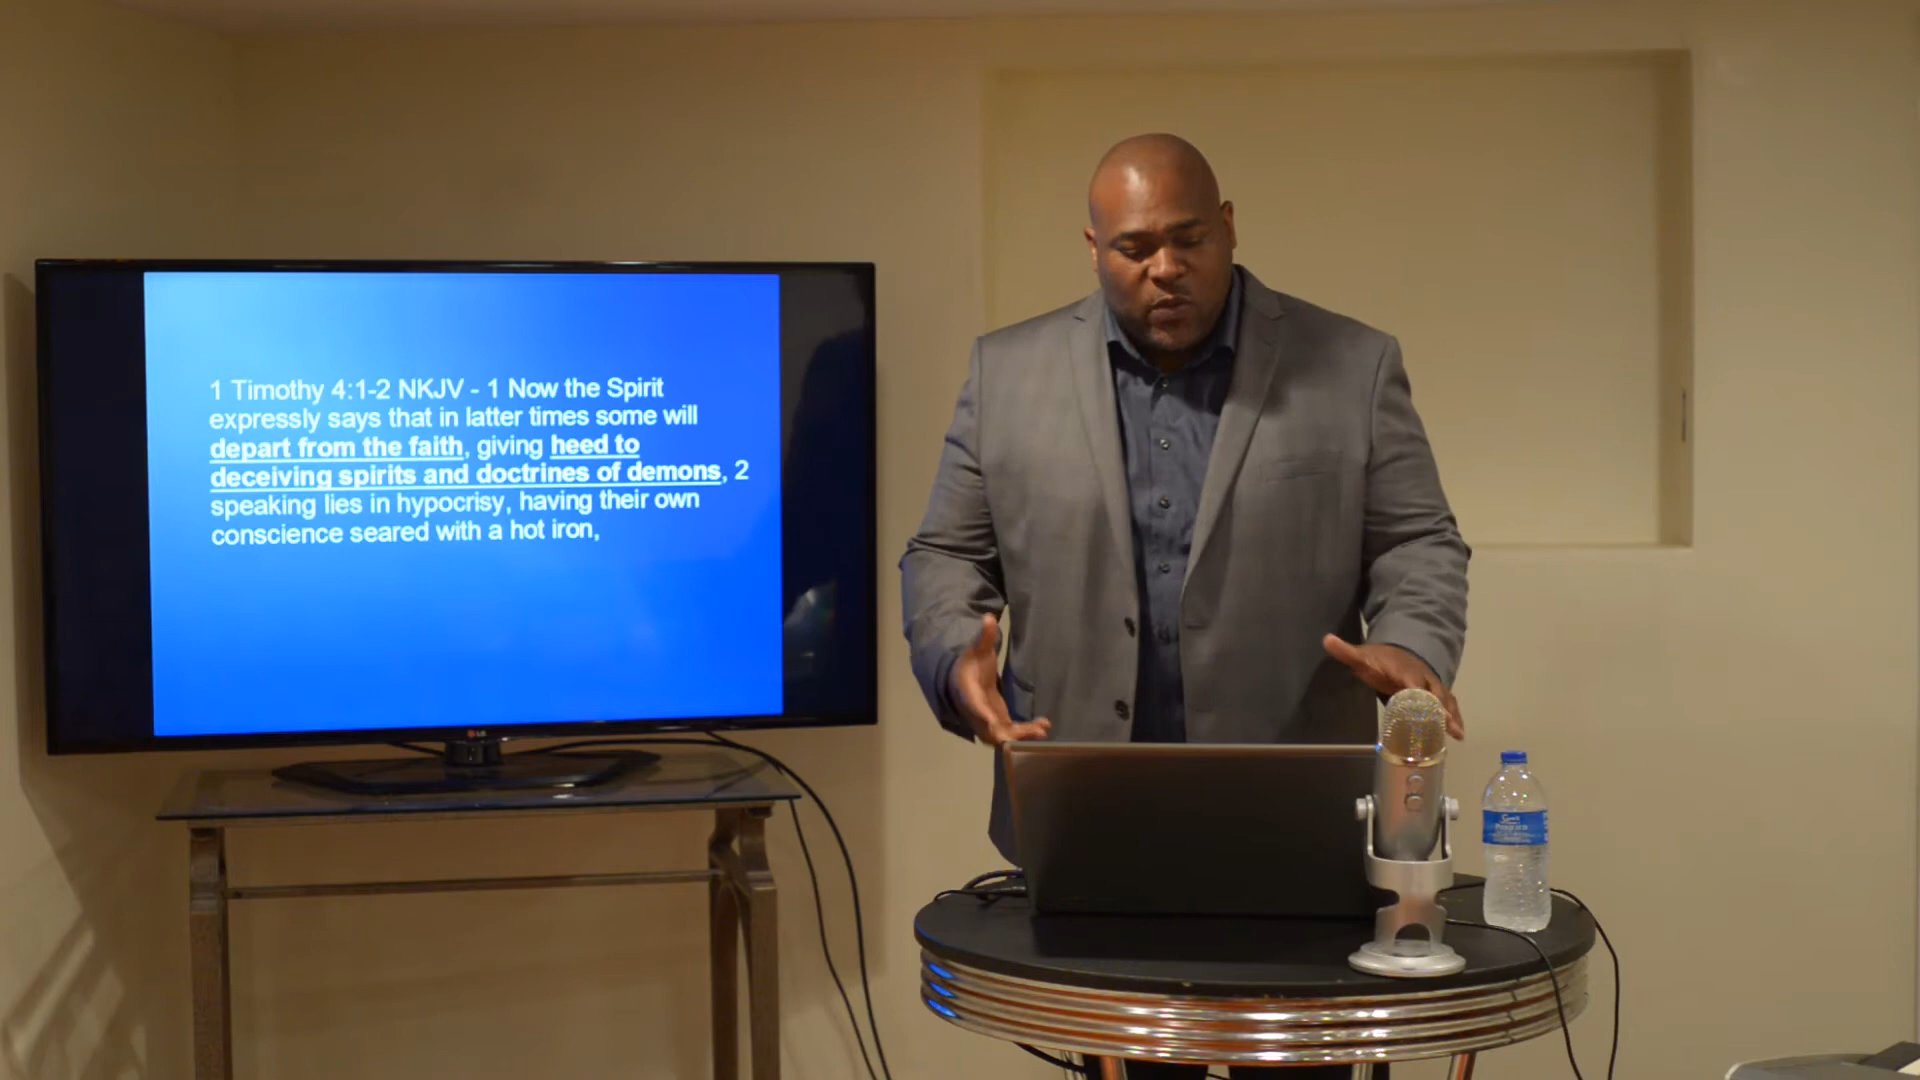 1 Timothy 4:1-2 NKJV - 1 Now the Spirit
expressly says that in latter times some will
depart from the faith, giving heed to
deceiving spirits and doctrines of demons, 2
speaking lies in hypocrisy, having their own
conscience seared with a hot iron,
LG